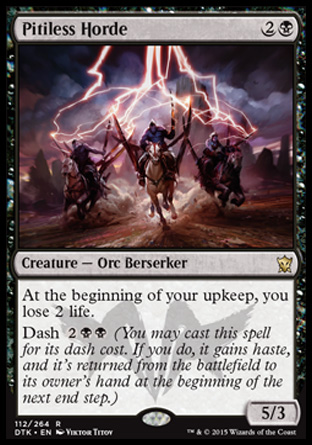 Pitiless Horde 2
Creature — Orc Berserker
At the beginning of your upkeep, you
lose 2 life.
Dash 2 (You may cast this spell
for its dash cost. If you do, it gains haste,
and it's returned from the battlefield to
its owner's hand at the beginning of the
next end step.)
5/3
112/264 R
DTK • EN Viktor Titov
™ & © 2015 Wizards of the Coast